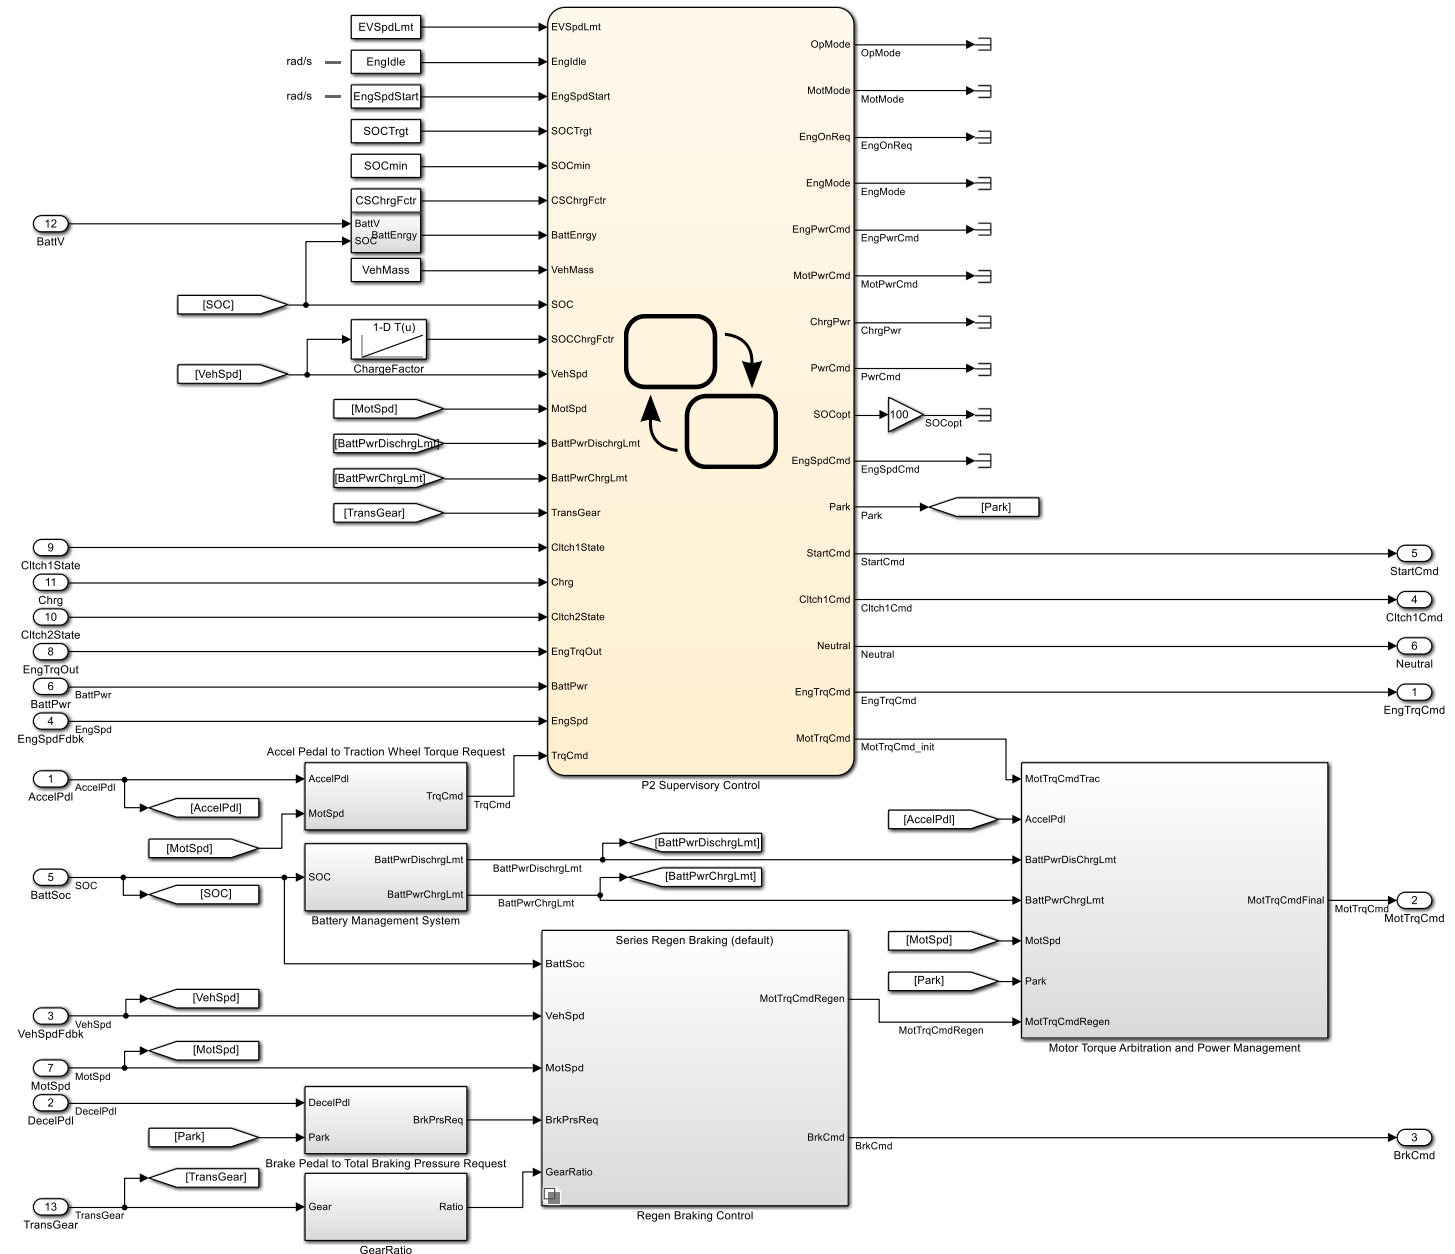 EVSpdLmt
EVSpdLmt
OpMode
OpMode
rad/s
EngIdle
EngIdle
MotMode
MotMode
rad/s
EngSpdStart
EngSpdStart
SOCTrgt
SOCTrgt
EngOnReq
EngOnReq
SOCmin
SOCmin
EngMode
EngMode
CSChrgFctr
CSChrgFctr
12
BattV
BattV
SOC
BattEnrgy
BattEnrgy
EngPwrCmd
EngPwrCmd
VehMass
VehMass
MotPwrCmd
MotPwrCmd
[SOC]
SOC
ChrgPwr
ChrgPwr
1-D T(u)
ChargeFactor
SOCChrgFctr
[VehSpd]
VehSpd
PwrCmd
PwrCmd
[MotSpd]
MotSpd
SOCopt
100
SOCopt
[BattPwrDischrgLmt]
BattPwrDischrgLmt
EngSpdCmd
EngSpdCmd
[BattPwrChrgLmt]
BattPwrChrgLmt
[TransGear]
TransGear
Park
Park
[Park]
9
Cltch1State
Cltch1State
StartCmd
StartCmd
5
StartCmd
11
Chrg
Chrg
Cltch1Cmd
Cltch1Cmd
4
Cltch1Cmd
10
Cltch2State
Cltch2State
8
EngTrqOut
EngTrqOut
Neutral
Neutral
6
Neutral
6
BattPwr
BattPwr
BattPwr
EngTrqCmd
EngTrqCmd
1
EngTrqCmd
4
EngSpdFdbk
EngSpd
EngSpd
MotTrqCmd
MotTrqCmd_init
TrqCmd
P2 Supervisory Control
Accel Pedal to Traction Wheel Torque Request
1
AccelPdl
AccelPdl
AccelPdl
MotSpd
TrqCmd
TrqCmd
[AccelPdl]
[MotSpd]
MotTrqCmdTrac
[AccelPdl]
AccelPdl
5
BattSoc
SOC
[SOC]
SOC
BattPwrDischrgLmt
BattPwrChrgLmt
Battery Management System
BattPwrDischrgLmt
[BattPwrDischrgLmt]
BattPwrChrgLmt
[BattPwrChrgLmt]
BattPwrDisChrgLmt
BattPwrChrgLmt
[MotSpd]
MotSpd
[Park]
Park
MotTrqCmdRegen
MotTrqCmdFinal
MotTrqCmd
2
MotTrqCmd
Motor Torque Arbitration and Power Management
Series Regen Braking (default)
BattSoc
[VehSpd]
3
VehSpdFdbk
VehSpd
VehSpd
MotTrqCmdRegen
MotTrqCmdRegen
[MotSpd]
7
MotSpd
MotSpd
MotSpd
2
DecelPdl
DecelPdl
DecelPdl
[Park]
Park
BrkPrsReq
BrkPrsReq
Brake Pedal to Total Braking Pressure Request
BrkCmd
BrkCmd
3
BrkCmd
[TransGear]
13
TransGear
TransGear
Gear
Ratio
GearRatio
GearRatio
Regen Braking Control